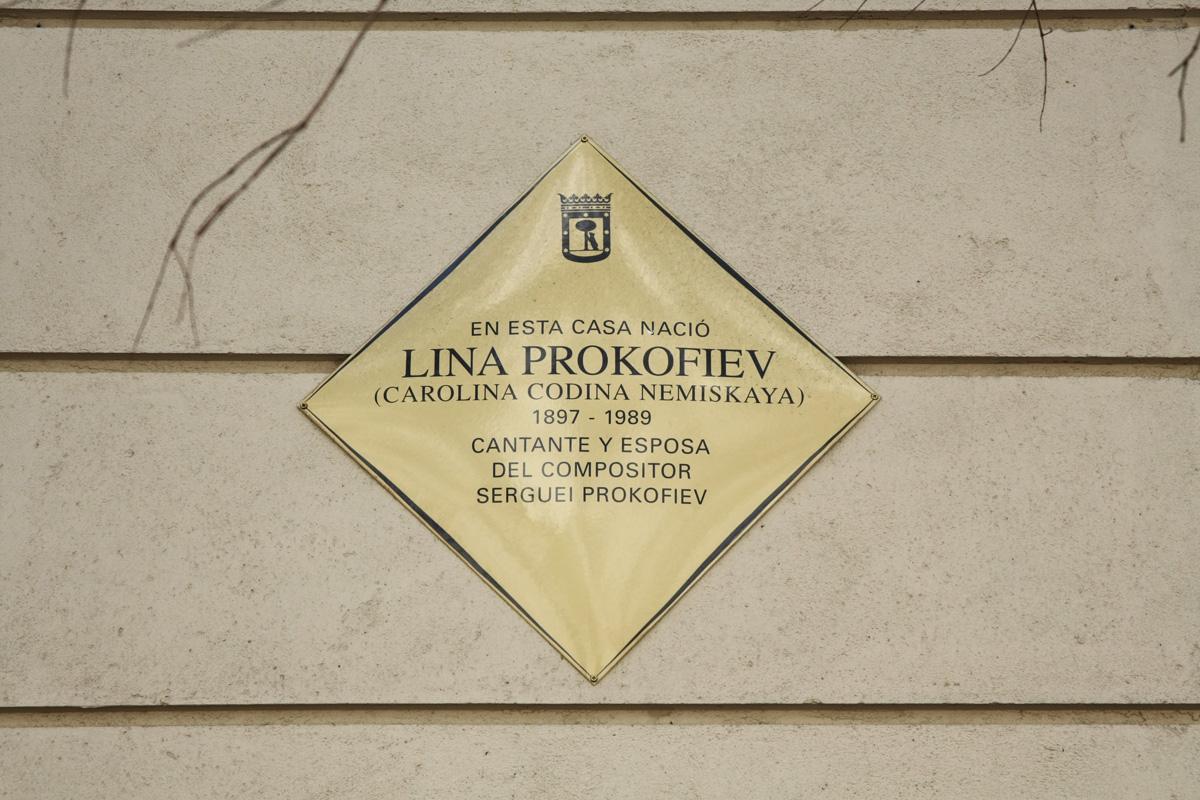 EN ESTA CASA NACIÓ
LINA PROKOFIEV
(CAROLINA CODINA NEMISKAYA)
1897 - 1989
CANTANTE Y ESPOSA
DEL COMPOSITOR
SERGUEI PROKOFIEV